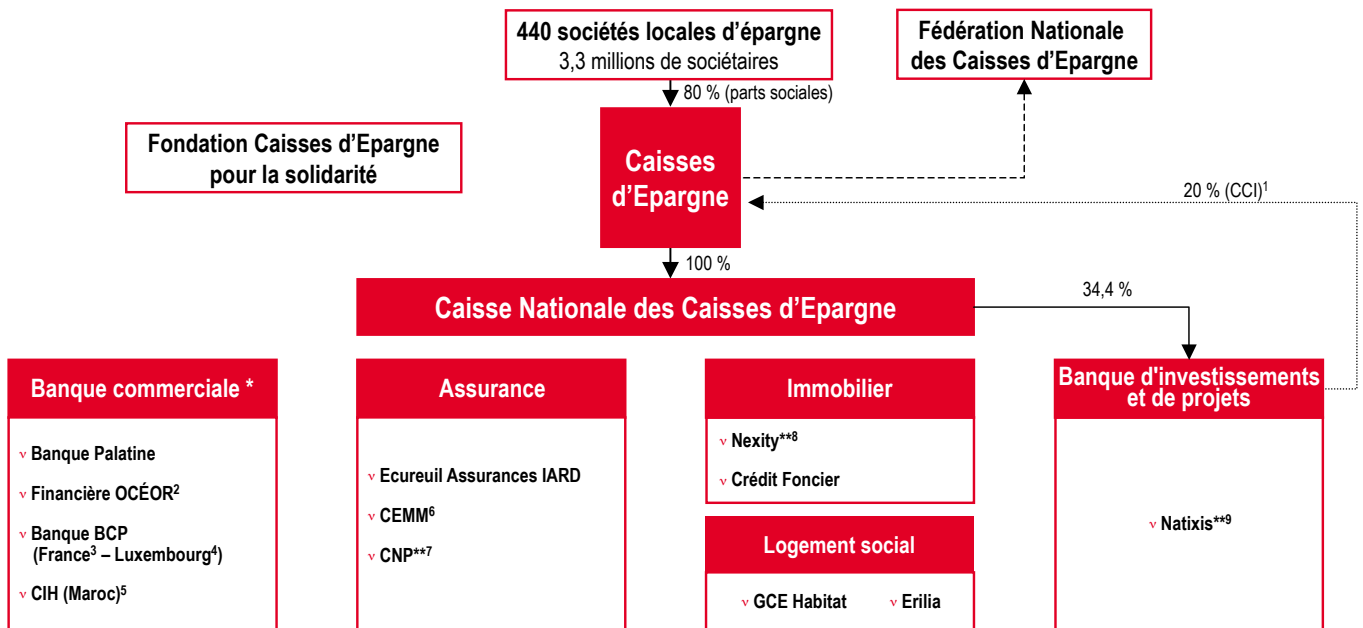 440 sociétés locales d’épargne
3,3 millions de sociétaires
Fédération Nationale
des Caisses d’Epargne
80 % (parts sociales)
Fondation Caisses d’Epargne
pour la solidarité
Caisses
d’Epargne
20 % (CCI)¹
100 %
Caisse Nationale des Caisses d’Epargne
34,4 %
Banque commerciale *
ν Banque Palatine
ν Financière OCÉOR²
ν Banque BCP
(France³ – Luxembourg⁴)
ν CIH (Maroc)⁵
Assurance
ν Ecureuil Assurances IARD
ν CEMM⁶
ν CNP**⁷
Immobilier
ν Nexity**⁸
ν Crédit Foncier
Logement social
ν GCE Habitat ν Erilia
Banque d'investissements
et de projets
ν Natixis**⁹